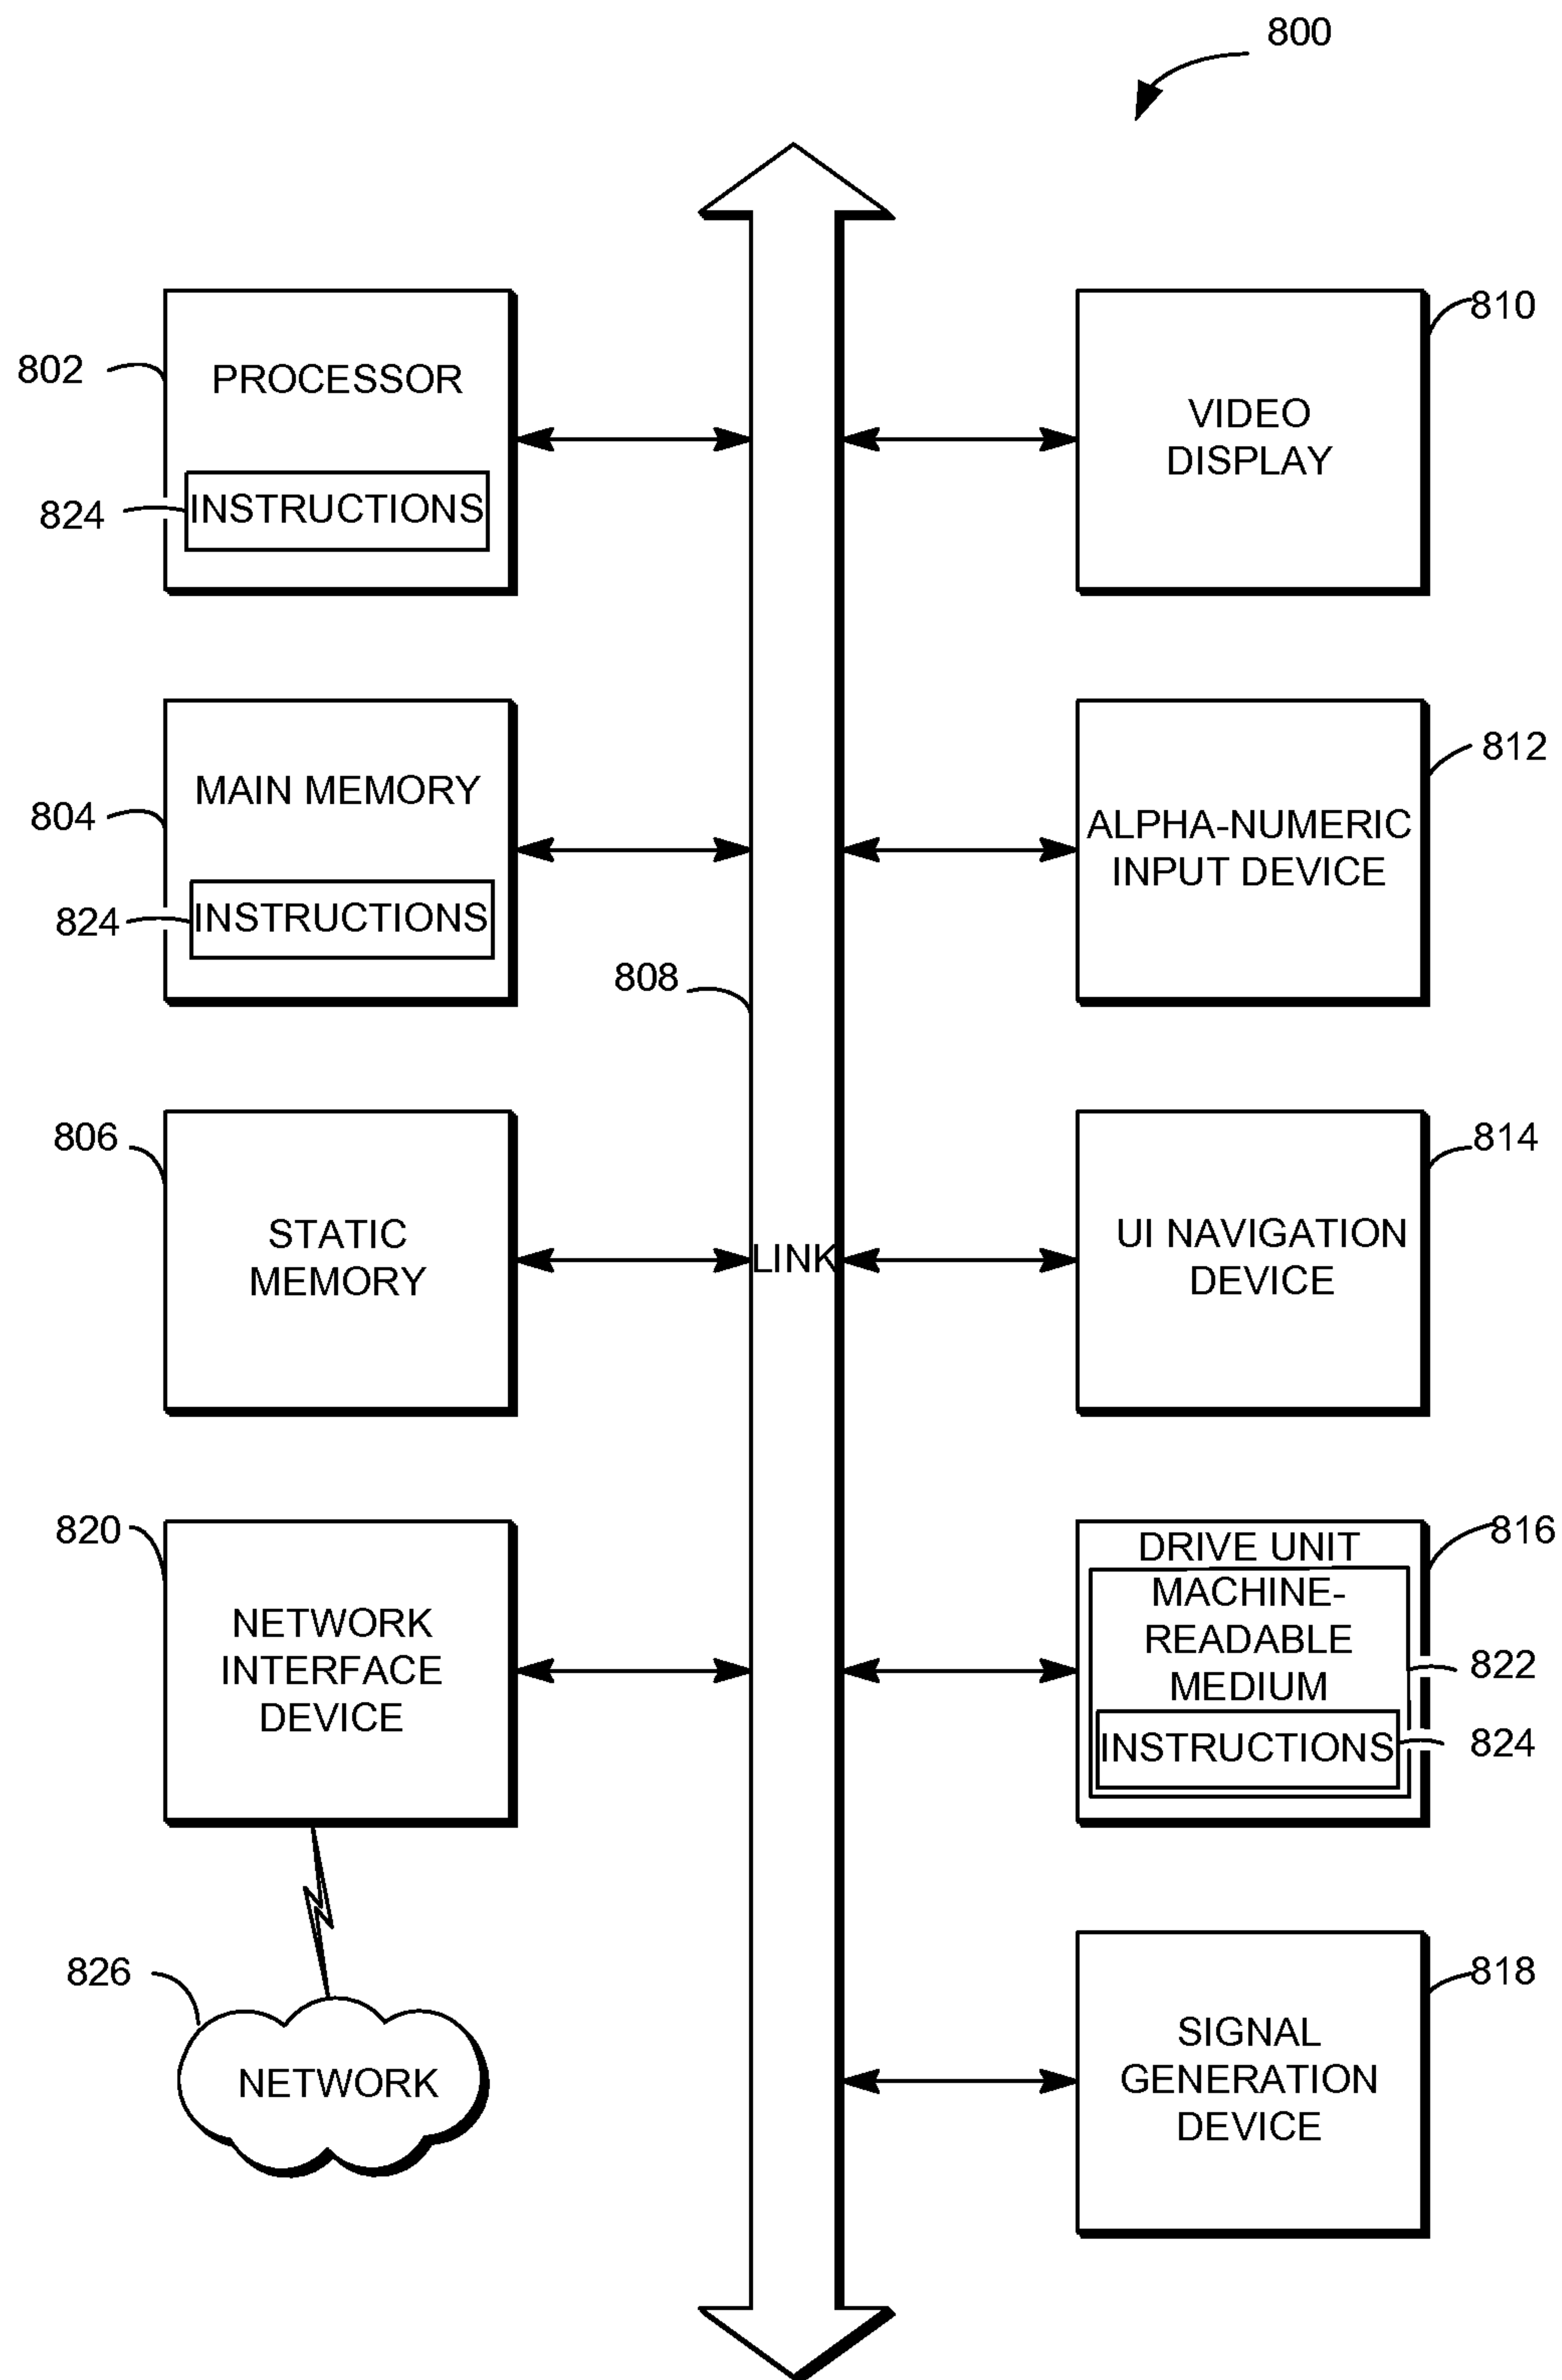 800
802
PROCESSOR
824
INSTRUCTIONS
804
MAIN MEMORY
824
INSTRUCTIONS
806
STATIC
MEMORY
820
NETWORK
INTERFACE
DEVICE
826
NETWORK
808
LINK
810
VIDEO
DISPLAY
812
ALPHA-NUMERIC
INPUT DEVICE
814
UI NAVIGATION
DEVICE
816
DRIVE UNIT
MACHINE-
READABLE
MEDIUM
822
INSTRUCTIONS
824
818
SIGNAL
GENERATION
DEVICE